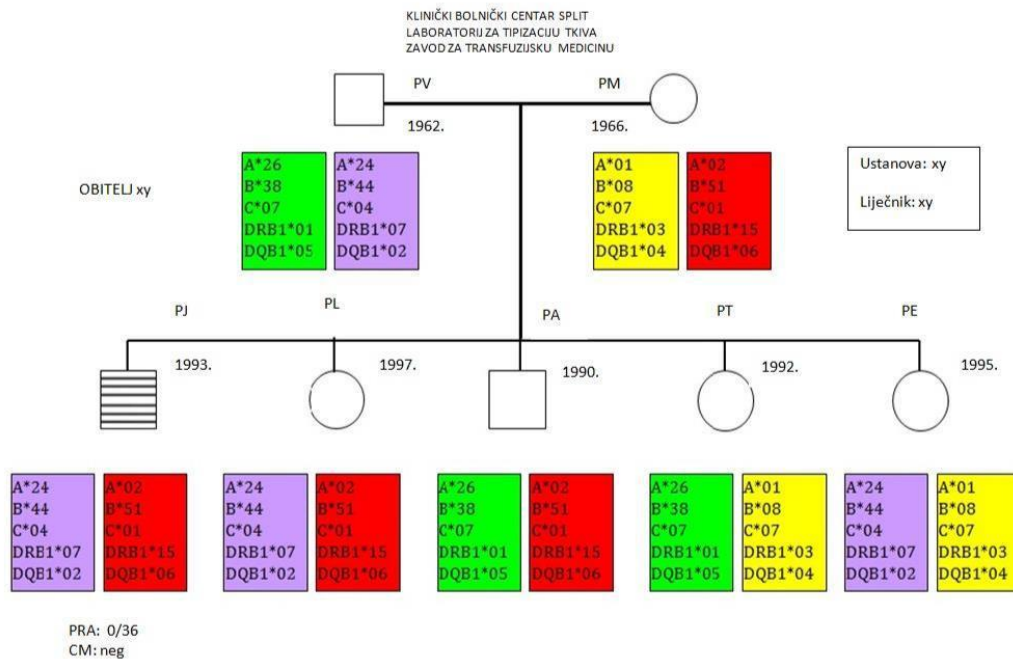 KLINIČKI BOLNIČKI CENTAR SPLIT
LABORATORIJ ZA TIPIZACIJU TKIVA
ZAVOD ZA TRANSFUZIJSKU MEDICINU
PV
PM
1962.
1966.
A*26
B*38
C*07
DRB1*01
DQB1*05
A*24
B*44
C*04
DRB1*07
DQB1*02
A*01
B*08
C*07
DRB1*03
DQB1*04
A*02
B*51
C*01
DRB1*15
DQB1*06
Ustanova: xy
Liječnik: xy
OBITELJ xy
PJ
PL
PA
PT
PE
1993.
1997.
1990.
1992.
1995.
A*24
B*44
C*04
DRB1*07
DQB1*02
A*02
B*51
C*01
DRB1*15
DQB1*06
A*24
B*44
C*04
DRB1*07
DQB1*02
A*02
B*51
C*01
DRB1*15
DQB1*06
A*26
B*38
C*07
DRB1*01
DQB1*05
A*02
B*51
C*01
DRB1*15
DQB1*06
A*26
B*38
C*07
DRB1*01
DQB1*05
A*01
B*08
C*07
DRB1*03
DQB1*04
A*24
B*44
C*04
DRB1*07
DQB1*02
A*01
B*08
C*07
DRB1*03
DQB1*04
PRA: 0/36
CM: neg